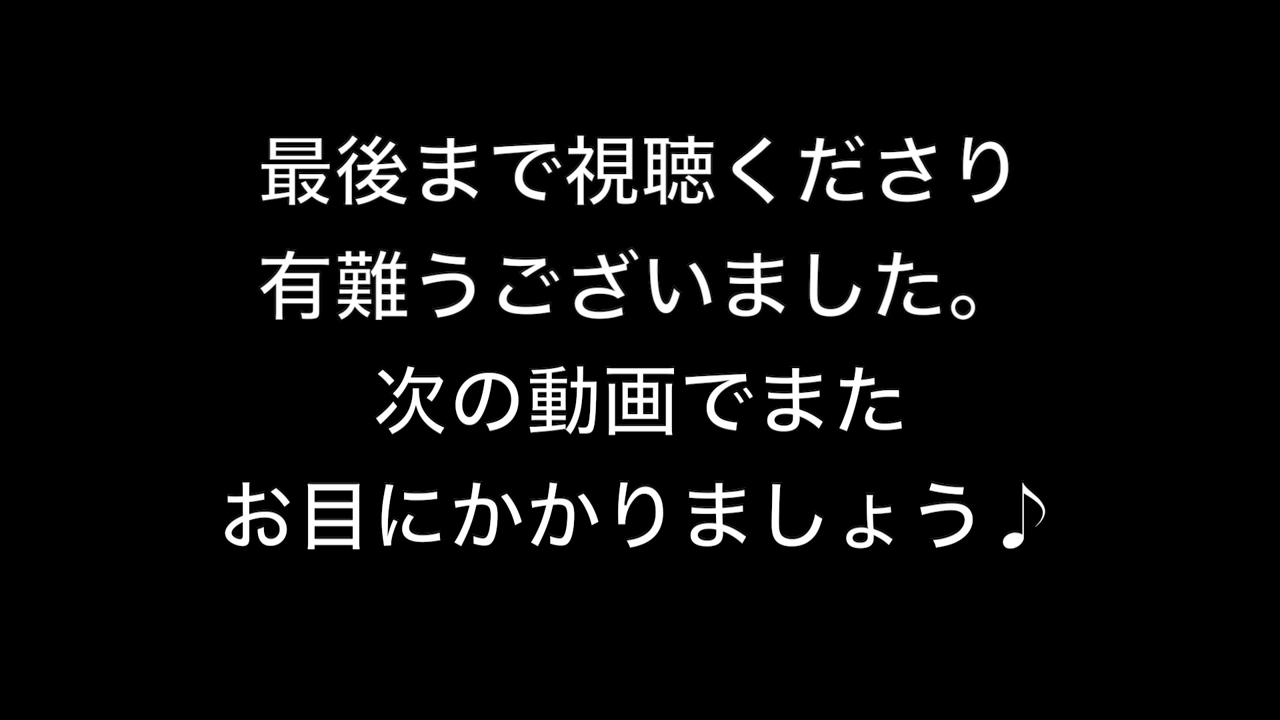 最後まで視聴くださり
有難うございました。
次の動画でまた
お目にかかりましょう♪